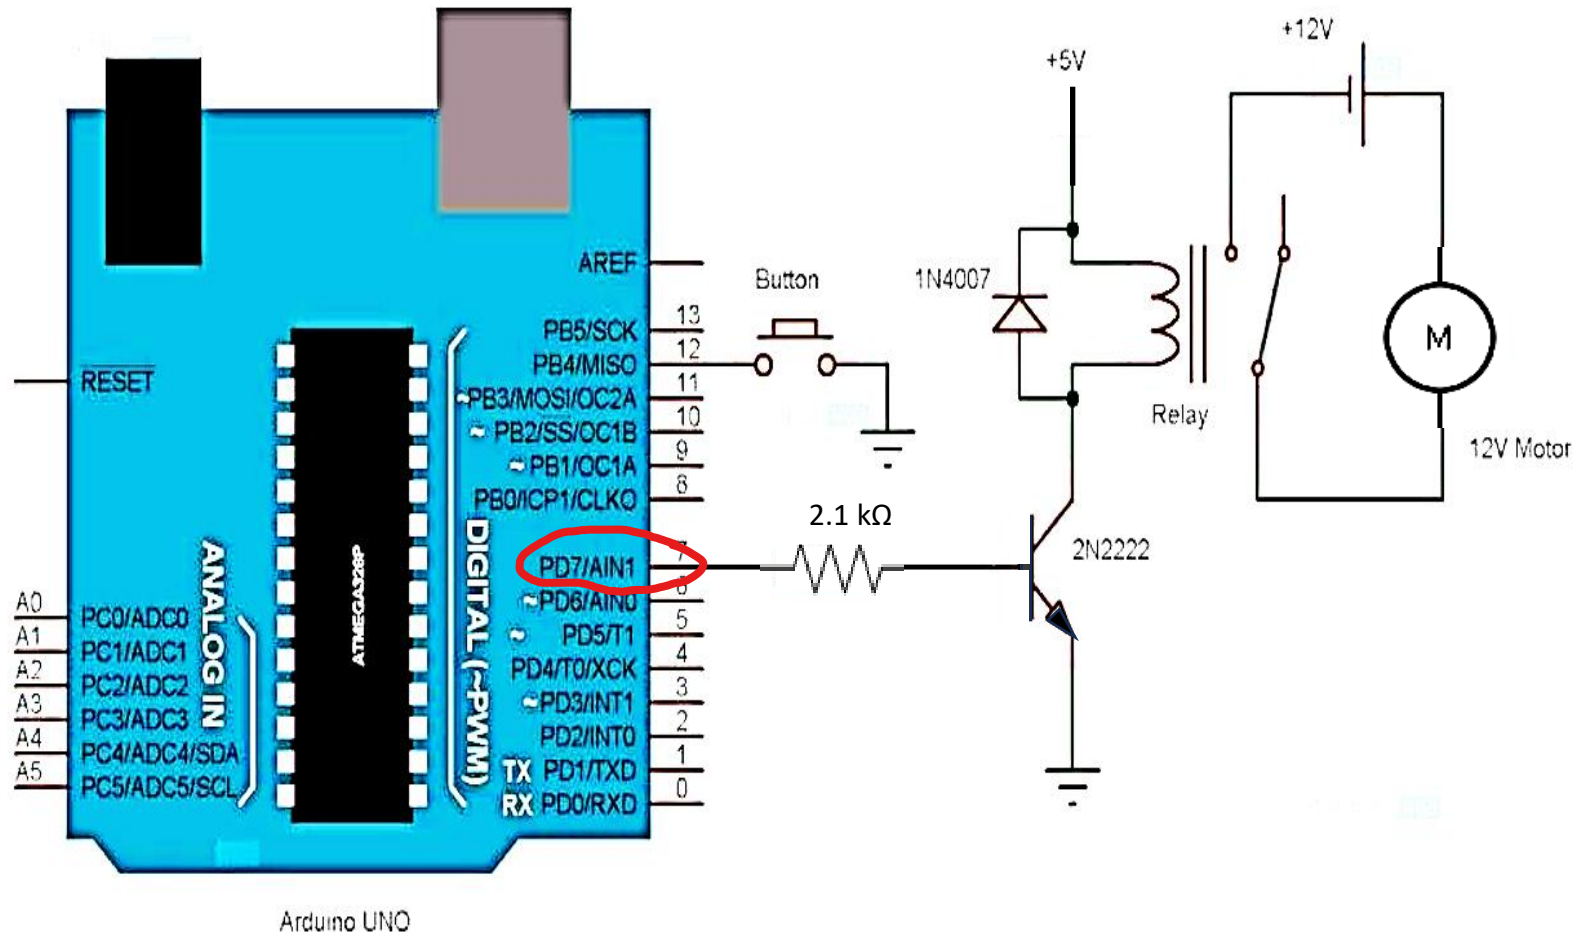 +12V
+5V
AREF
Button
1N4007
PB5/SCK 13
PB4/MISO 12
RESET
~PB3/MOSI/OC2A 11
~ PB2/SS/OC1B 10
~ PB1/OC1A 9
PB0/ICP1/CLKO 8
M
Relay
12V Motor
2.1 kΩ
2N2222
PD7/AIN1 7
~PD6/AIN0 6
~ PD5/T1 5
PD4/T0/XCK 4
~PD3/INT1 3
PD2/INT0 2
TX PD1/TXD 1
RX PD0/RXD 0
DIGITAL (~PWM)
ATMEGA328P
ANALOG IN
A0 PC0/ADC0
A1 PC1/ADC1
A2 PC2/ADC2
A3 PC3/ADC3
A4 PC4/ADC4/SDA
A5 PC5/ADC5/SCL
Arduino UNO